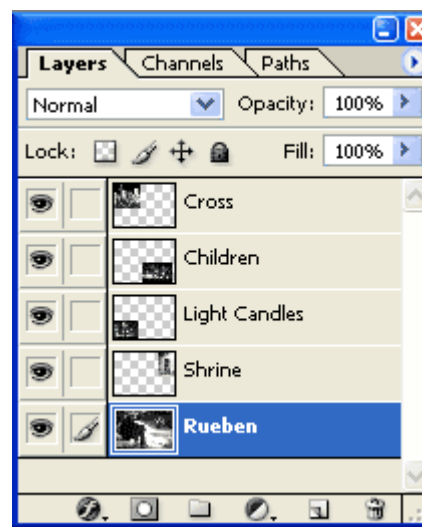 Layers Channels Paths
Normal Opacity: 100%
Lock: Fill: 100%
Cross
Children
Light Candles
Shrine
Rueben